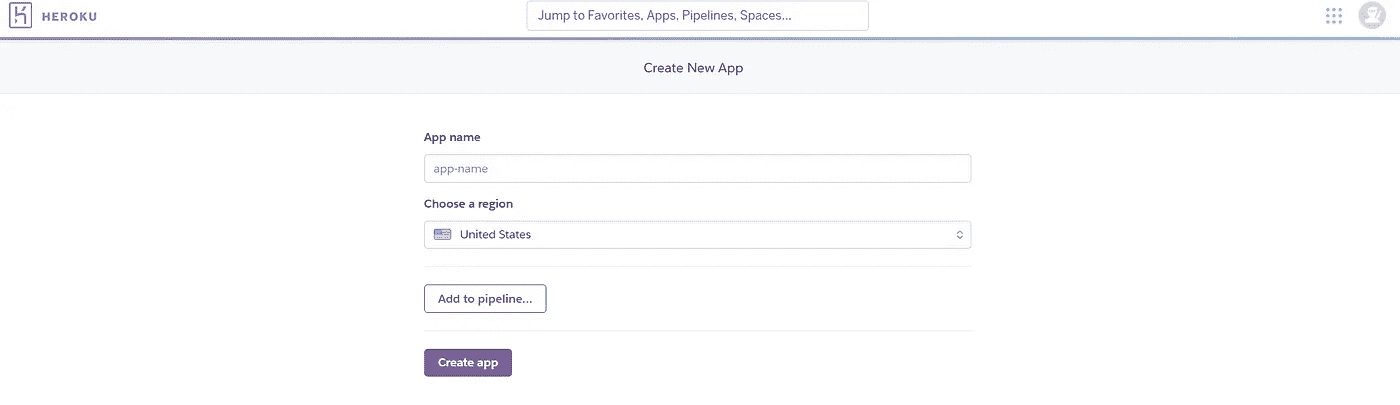 HEROKU
Jump to Favorites, Apps, Pipelines, Spaces...
Create New App
App name
app-name
Choose a region
United States
Add to pipeline...
Create app